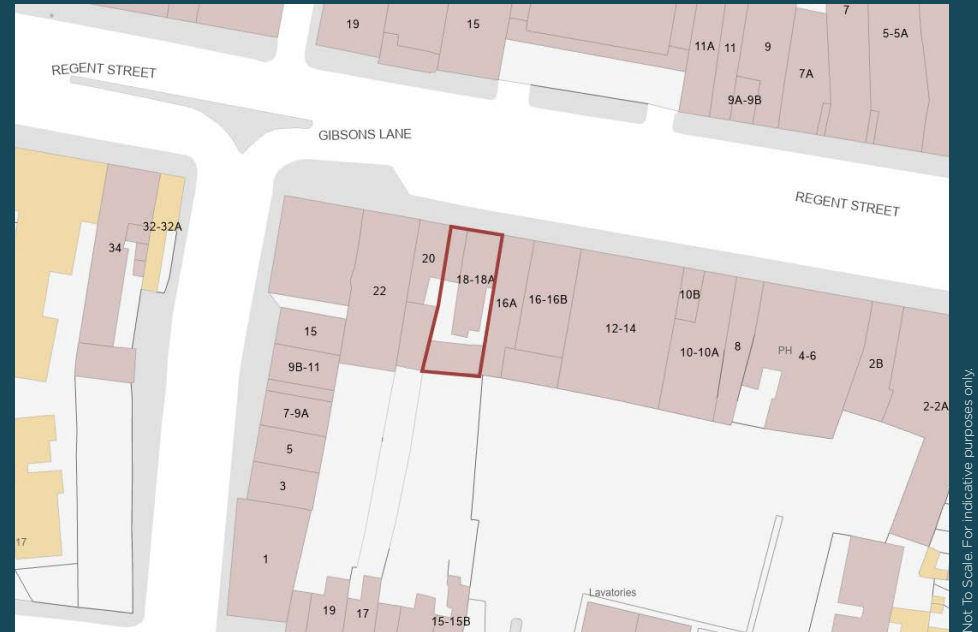 19
15
7
5-5A
11A
11
9
7A
9A-9B
REGENT STREET
GIBSONS LANE
REGENT STREET
32-32A
34
20
18-18A
22
16A
16-16B
10B
12-14
10-10A
8
PH
4-6
2B
2-2A
15
9B-11
7-9A
5
3
1
17
19
17
15-15B
Lavatories
Not To Scale. For indicative purposes only.